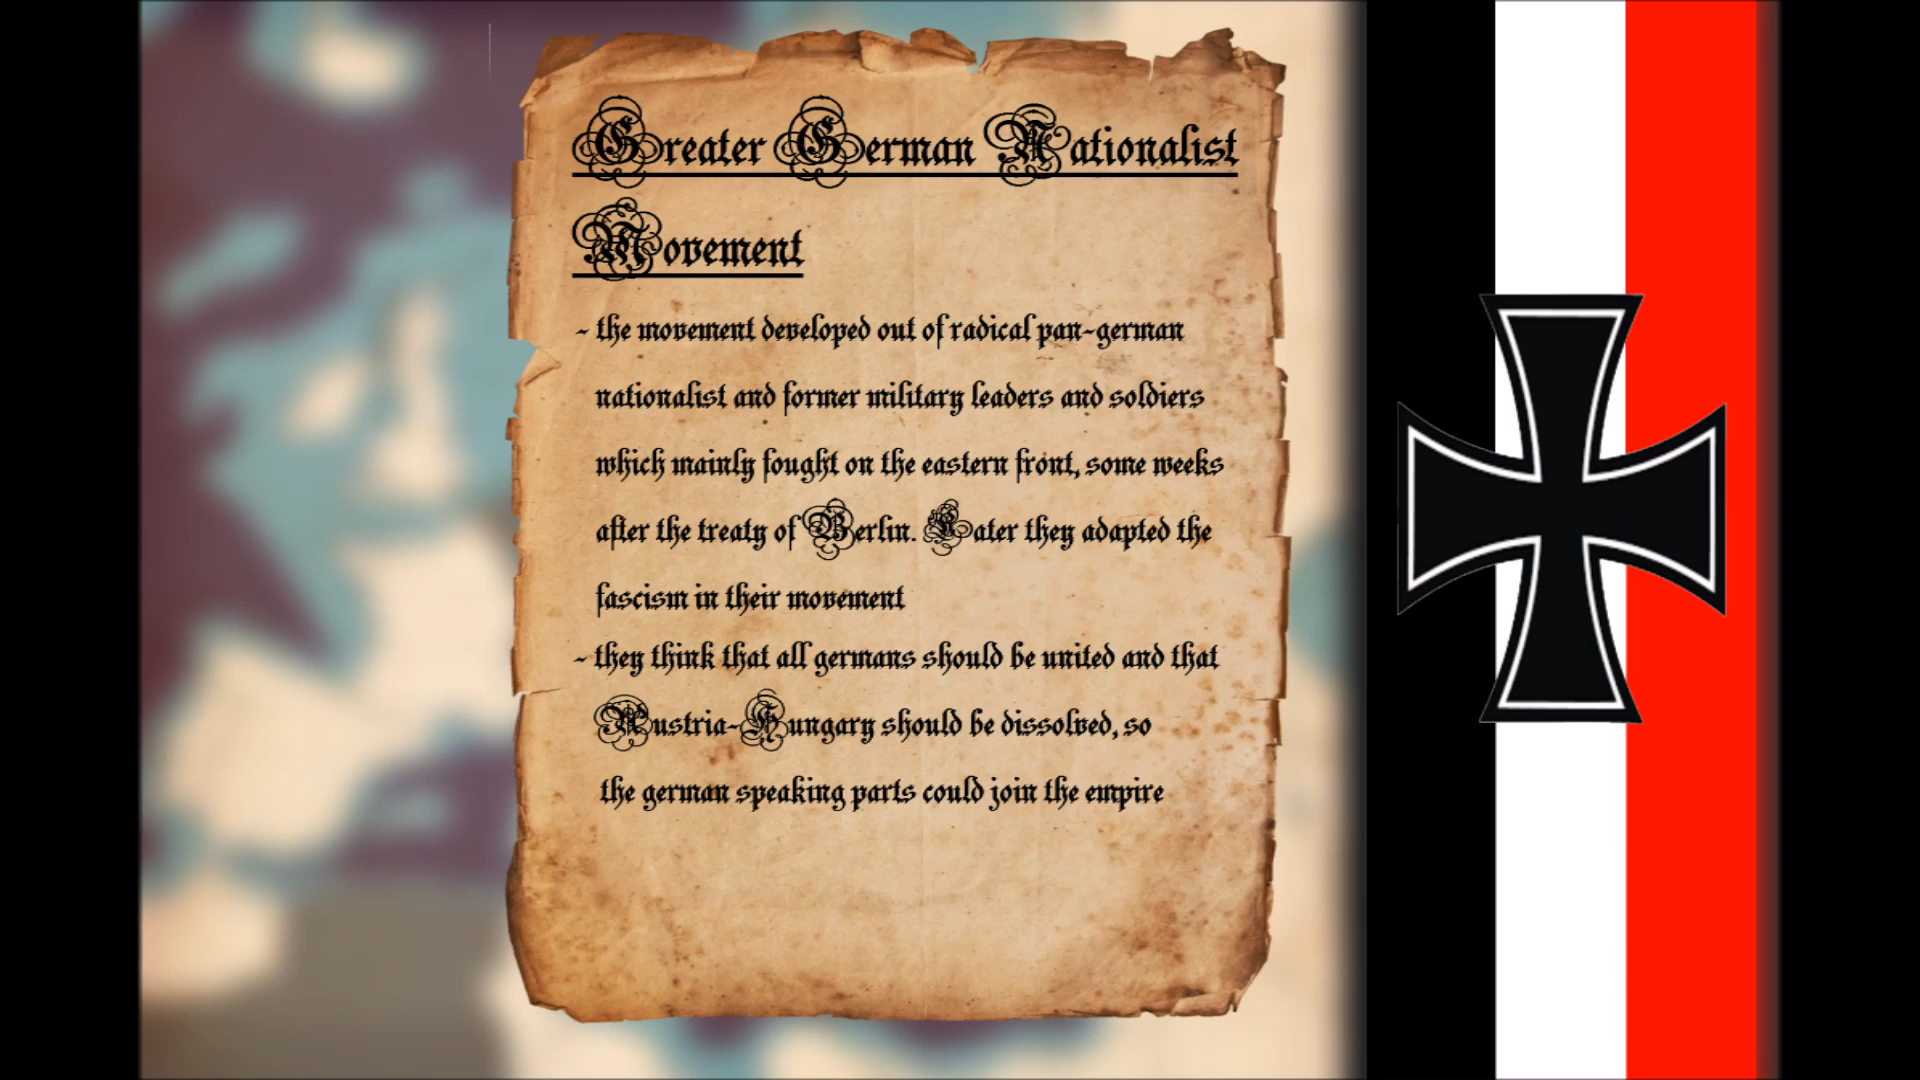 Greater German Nationalist
Movement
- the movement developed out of radical pan-german
nationalist and former military leaders and soldiers
which mainly fought on the eastern front, some weeks
after the treaty of Berlin. Later they adapted the
fascism in their movement
- they think that all germans should be united and that
Austria-Hungary should be dissolved, so
the german speaking parts could join the empire